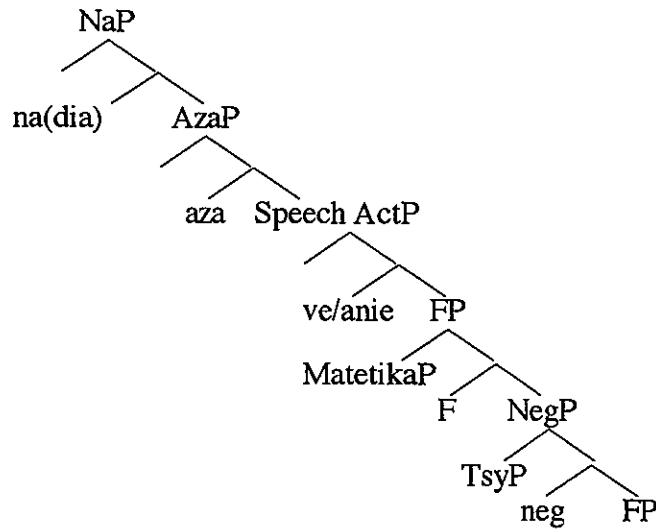 NaP
na(dia) AzaP
aza Speech ActP
ve/anie FP
MatetikaP
F NegP
TsyP
neg FP